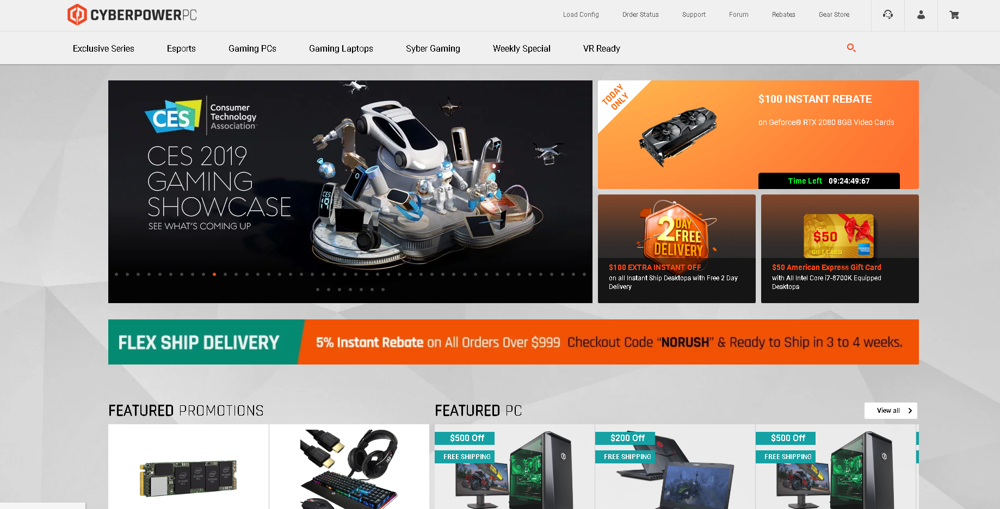 CYBERPOWERPC
Load Config
Order Status
Support
Forum
Rebates
Gear Store
Exclusive Series
Esports
Gaming PCs
Gaming Laptops
Syber Gaming
Weekly Special
VR Ready
CES
Consumer
Technology
Association
CES 2019
GAMING
SHOWCASE
SEE WHAT'S COMING UP
TODAY
ONLY
$100 INSTANT REBATE
on Geforce® RTX 2080 8GB Video Cards
Time Left 09:24:49:67
2 DAY
FREE
DELIVERY
$100 EXTRA INSTANT OFF
on all Instant Ship Desktops with Free 2 Day
Delivery
$50
GIFT CARD
$50 American Express Gift Card
with All Intel Core i7-8700K Equipped
Desktops
FLEX SHIP DELIVERY
5% Instant Rebate on All Orders Over $999 Checkout Code “NORUSH” & Ready to Ship in 3 to 4 weeks.
FEATURED PROMOTIONS
FEATURED PC
View all
$500 Off
FREE SHIPPING
$200 Off
FREE SHIPPING
$500 Off
FREE SHIPPING